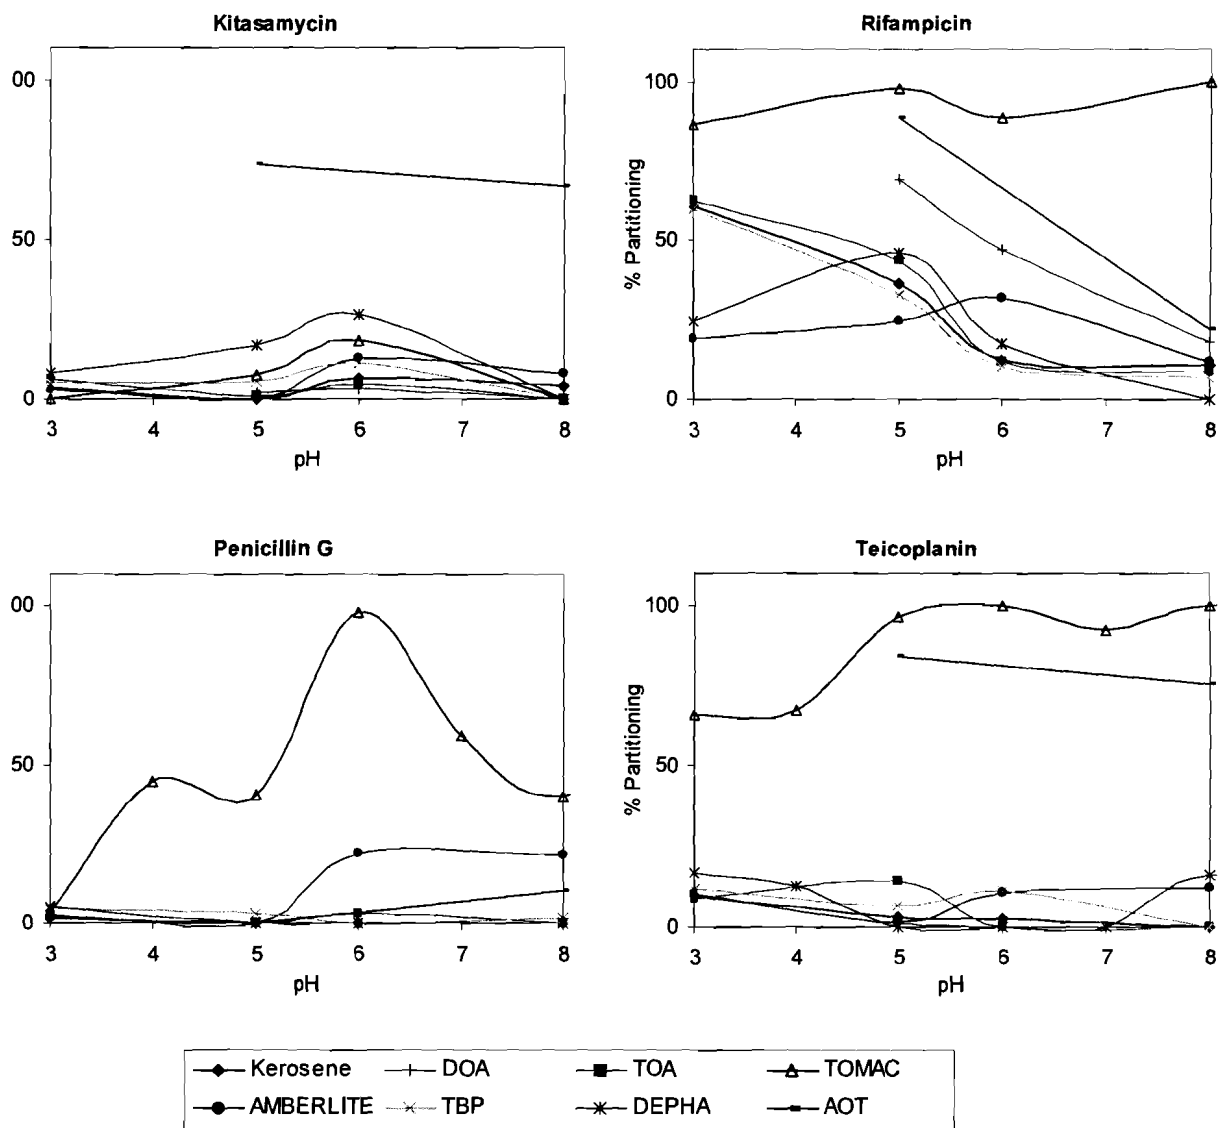 Kitasamycin
00
50
0
3 4 5 6 7 8
pH
Rifampicin
100
50
0
% Partitioning
3 4 5 6 7 8
pH
Penicillin G
00
50
0
3 4 5 6 7 8
pH
Teicoplanin
100
50
0
% Partitioning
3 4 5 6 7 8
pH
Kerosene DOA TOA TOMAC
AMBERLITE TBP DEPHA AOT